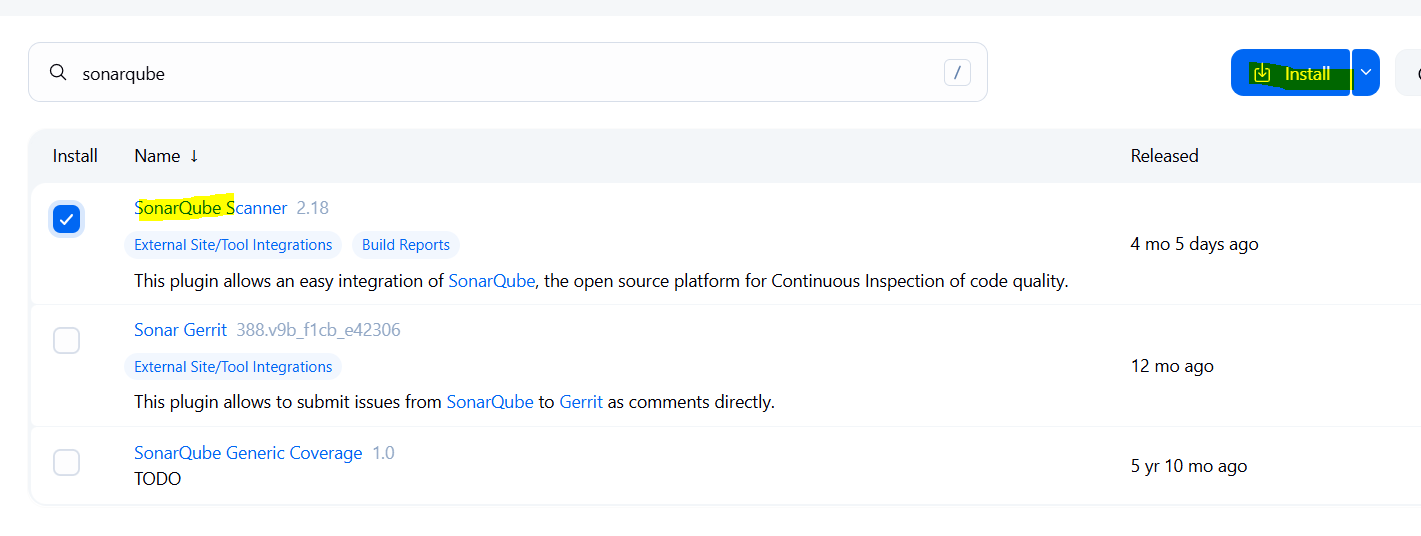 sonarqube /
Install
Install Name ↓ Released
SonarQube Scanner 2.18
External Site/Tool Integrations Build Reports
4 mo 5 days ago
This plugin allows an easy integration of SonarQube, the open source platform for Continuous Inspection of code quality.
Sonar Gerrit 388.v9b_f1cb_e42306
External Site/Tool Integrations
12 mo ago
This plugin allows to submit issues from SonarQube to Gerrit as comments directly.
SonarQube Generic Coverage 1.0
5 yr 10 mo ago
TODO